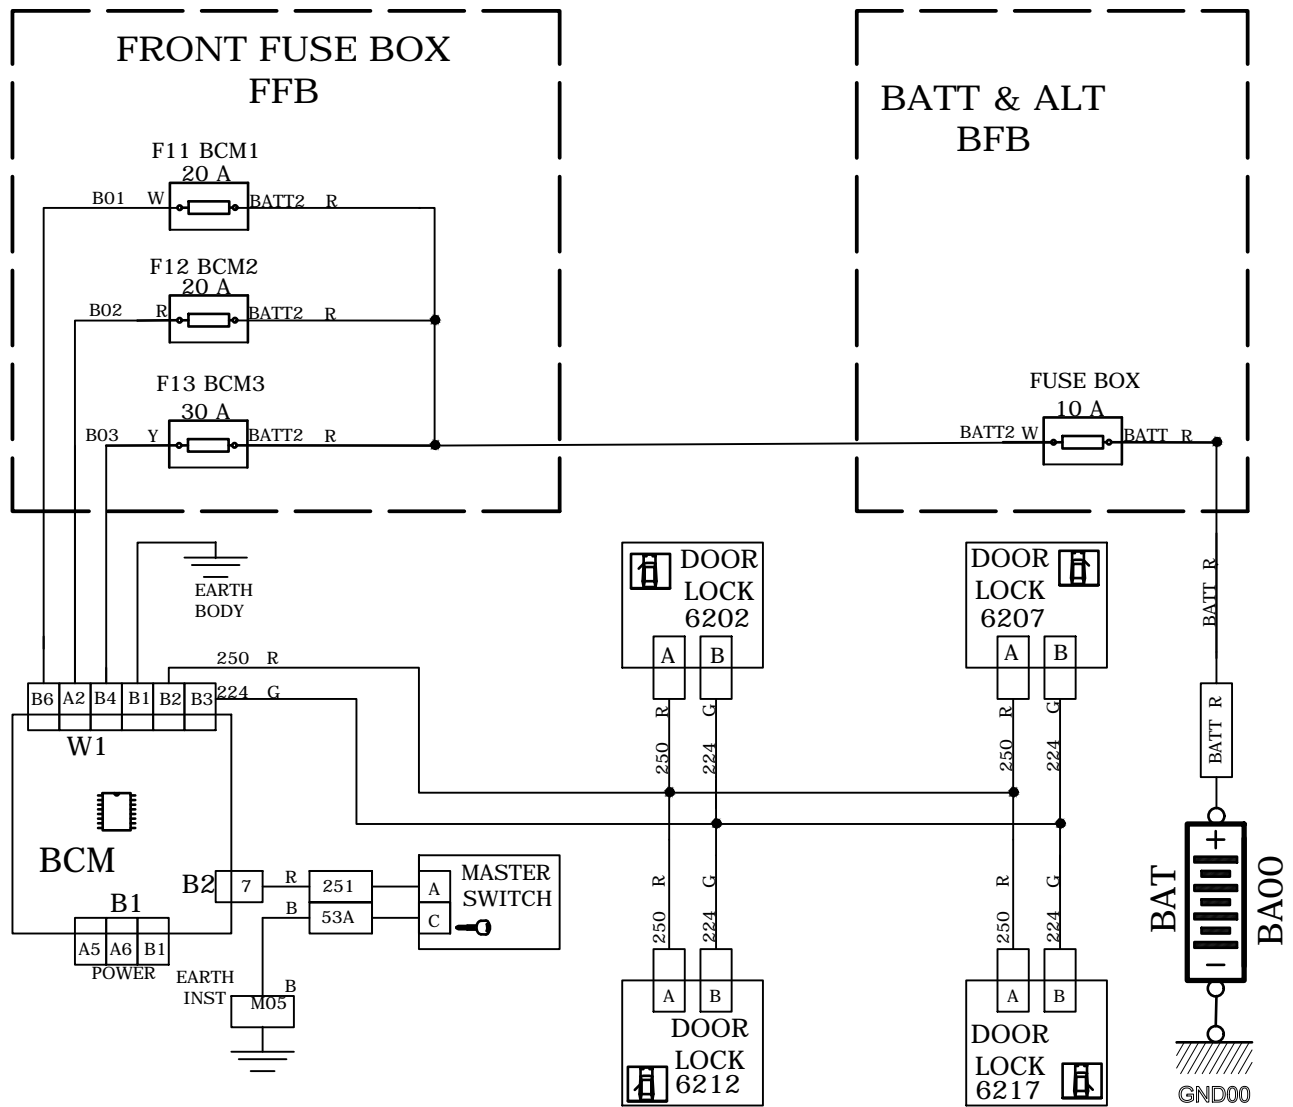 FRONT FUSE BOX
FFB
F11 BCM1
20 A
B01 W
BATT2 R
F12 BCM2
20 A
B02 R
BATT2 R
F13 BCM3
30 A
B03 Y
BATT2 R
BATT & ALT
BFB
FUSE BOX
10 A
BATT2 W
BATT R
EARTH
BODY
250 R
224 G
B6 A2 B4 B1 B2 B3
W1
BCM
B2
7
R
251
A
B
53A
C
MASTER
SWITCH
B1
A5 A6 B1
POWER
EARTH
INST
B
M05
DOOR
LOCK
6202
A B
R G
250 224
DOOR
LOCK
6207
A B
R G
250 224
R G
250 224
A B
DOOR
LOCK
6212
R G
250 224
A B
DOOR
LOCK
6217
BATT R
BATT R
+
BAT
BA00
−
GND00